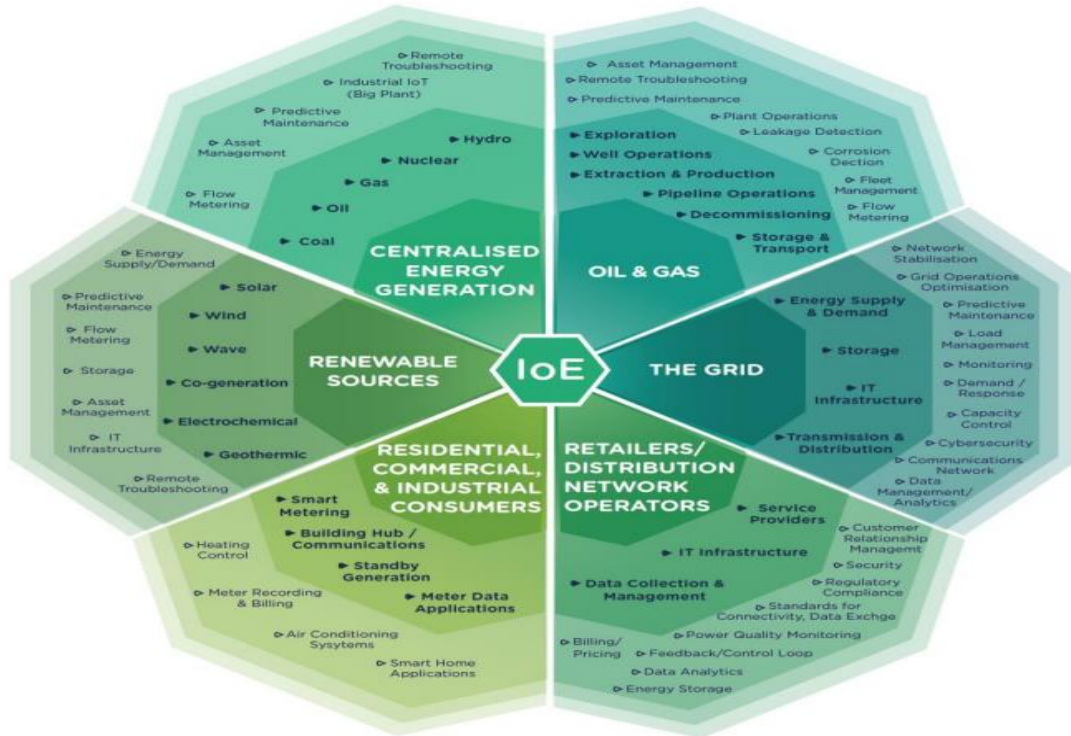 Remote
Troubleshooting
Industrial IoT
(Big Plant)
Predictive
Maintenance
Asset
Management
Flow
Metering
Hydro
Nuclear
Gas
Oil
Coal
CENTRALISED
ENERGY
GENERATION
Asset Management
Remote Troubleshooting
Predictive Maintenance
Plant Operations
Leakage Detection
Corrosion
Dection
Fleet
Management
Flow
Metering
Exploration
Well Operations
Extraction & Production
Pipeline Operations
Decommissioning
Storage &
Transport
OIL & GAS
Energy
Supply/Demand
Predictive
Maintenance
Flow
Metering
Storage
Asset
Management
IT
Infrastructure
Remote
Troubleshooting
Solar
Wind
Wave
Co-generation
Electrochemical
Geothermic
RENEWABLE
SOURCES
IoE
THE GRID
Energy Supply
& Demand
Storage
IT
Infrastructure
Transmission &
Distribution
Network
Stabilisation
Grid Operations
Optimisation
Predictive
Maintenance
Load
Management
Monitoring
Demand /
Response
Capacity
Control
Cybersecurity
Communications
Network
Data
Management/
Analytics
RESIDENTIAL,
COMMERCIAL,
& INDUSTRIAL
CONSUMERS
Smart
Metering
Building Hub /
Communications
Standby
Generation
Meter Data
Applications
Heating
Control
Meter Recording
& Billing
Air Conditioning
Sysytems
Smart Home
Applications
RETAILERS/
DISTRIBUTION
NETWORK
OPERATORS
Service
Providers
IT Infrastructure
Data Collection &
Management
Customer
Relationship
Managemt
Security
Regulatory
Compliance
Standards for
Connectivity, Data Exchge
Power Quality Monitoring
Billing/
Pricing
Feedback/Control Loop
Data Analytics
Energy Storage